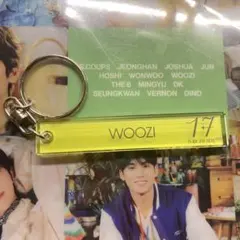 S.COUPS JEONGHAN JOSHUA JUN
HOSHI WONWOO WOOZI
THE8 MINGYU DK
SEUNGKWAN VERNON DINO
WOOZI
17